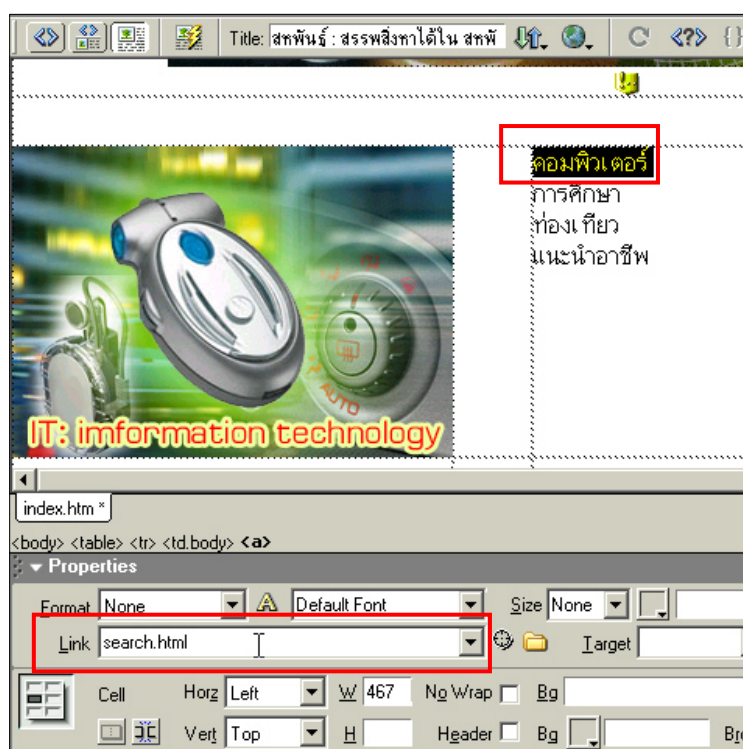 Title: สหพันธ์ : สรรพสิ่งหาได้ใน สหพั
คอมพิวเตอร์
การศึกษา
ท่องเที่ยว
แนะนำอาชีพ
AUTO
IT: imformation technology
index.htm *
<body> <table> <tr> <td.body> <a>
Properties
Format None Default Font Size None
Link search.html Target
Cell Horz Left W 467 No Wrap Bg
Vert Top H Header Bg Bro